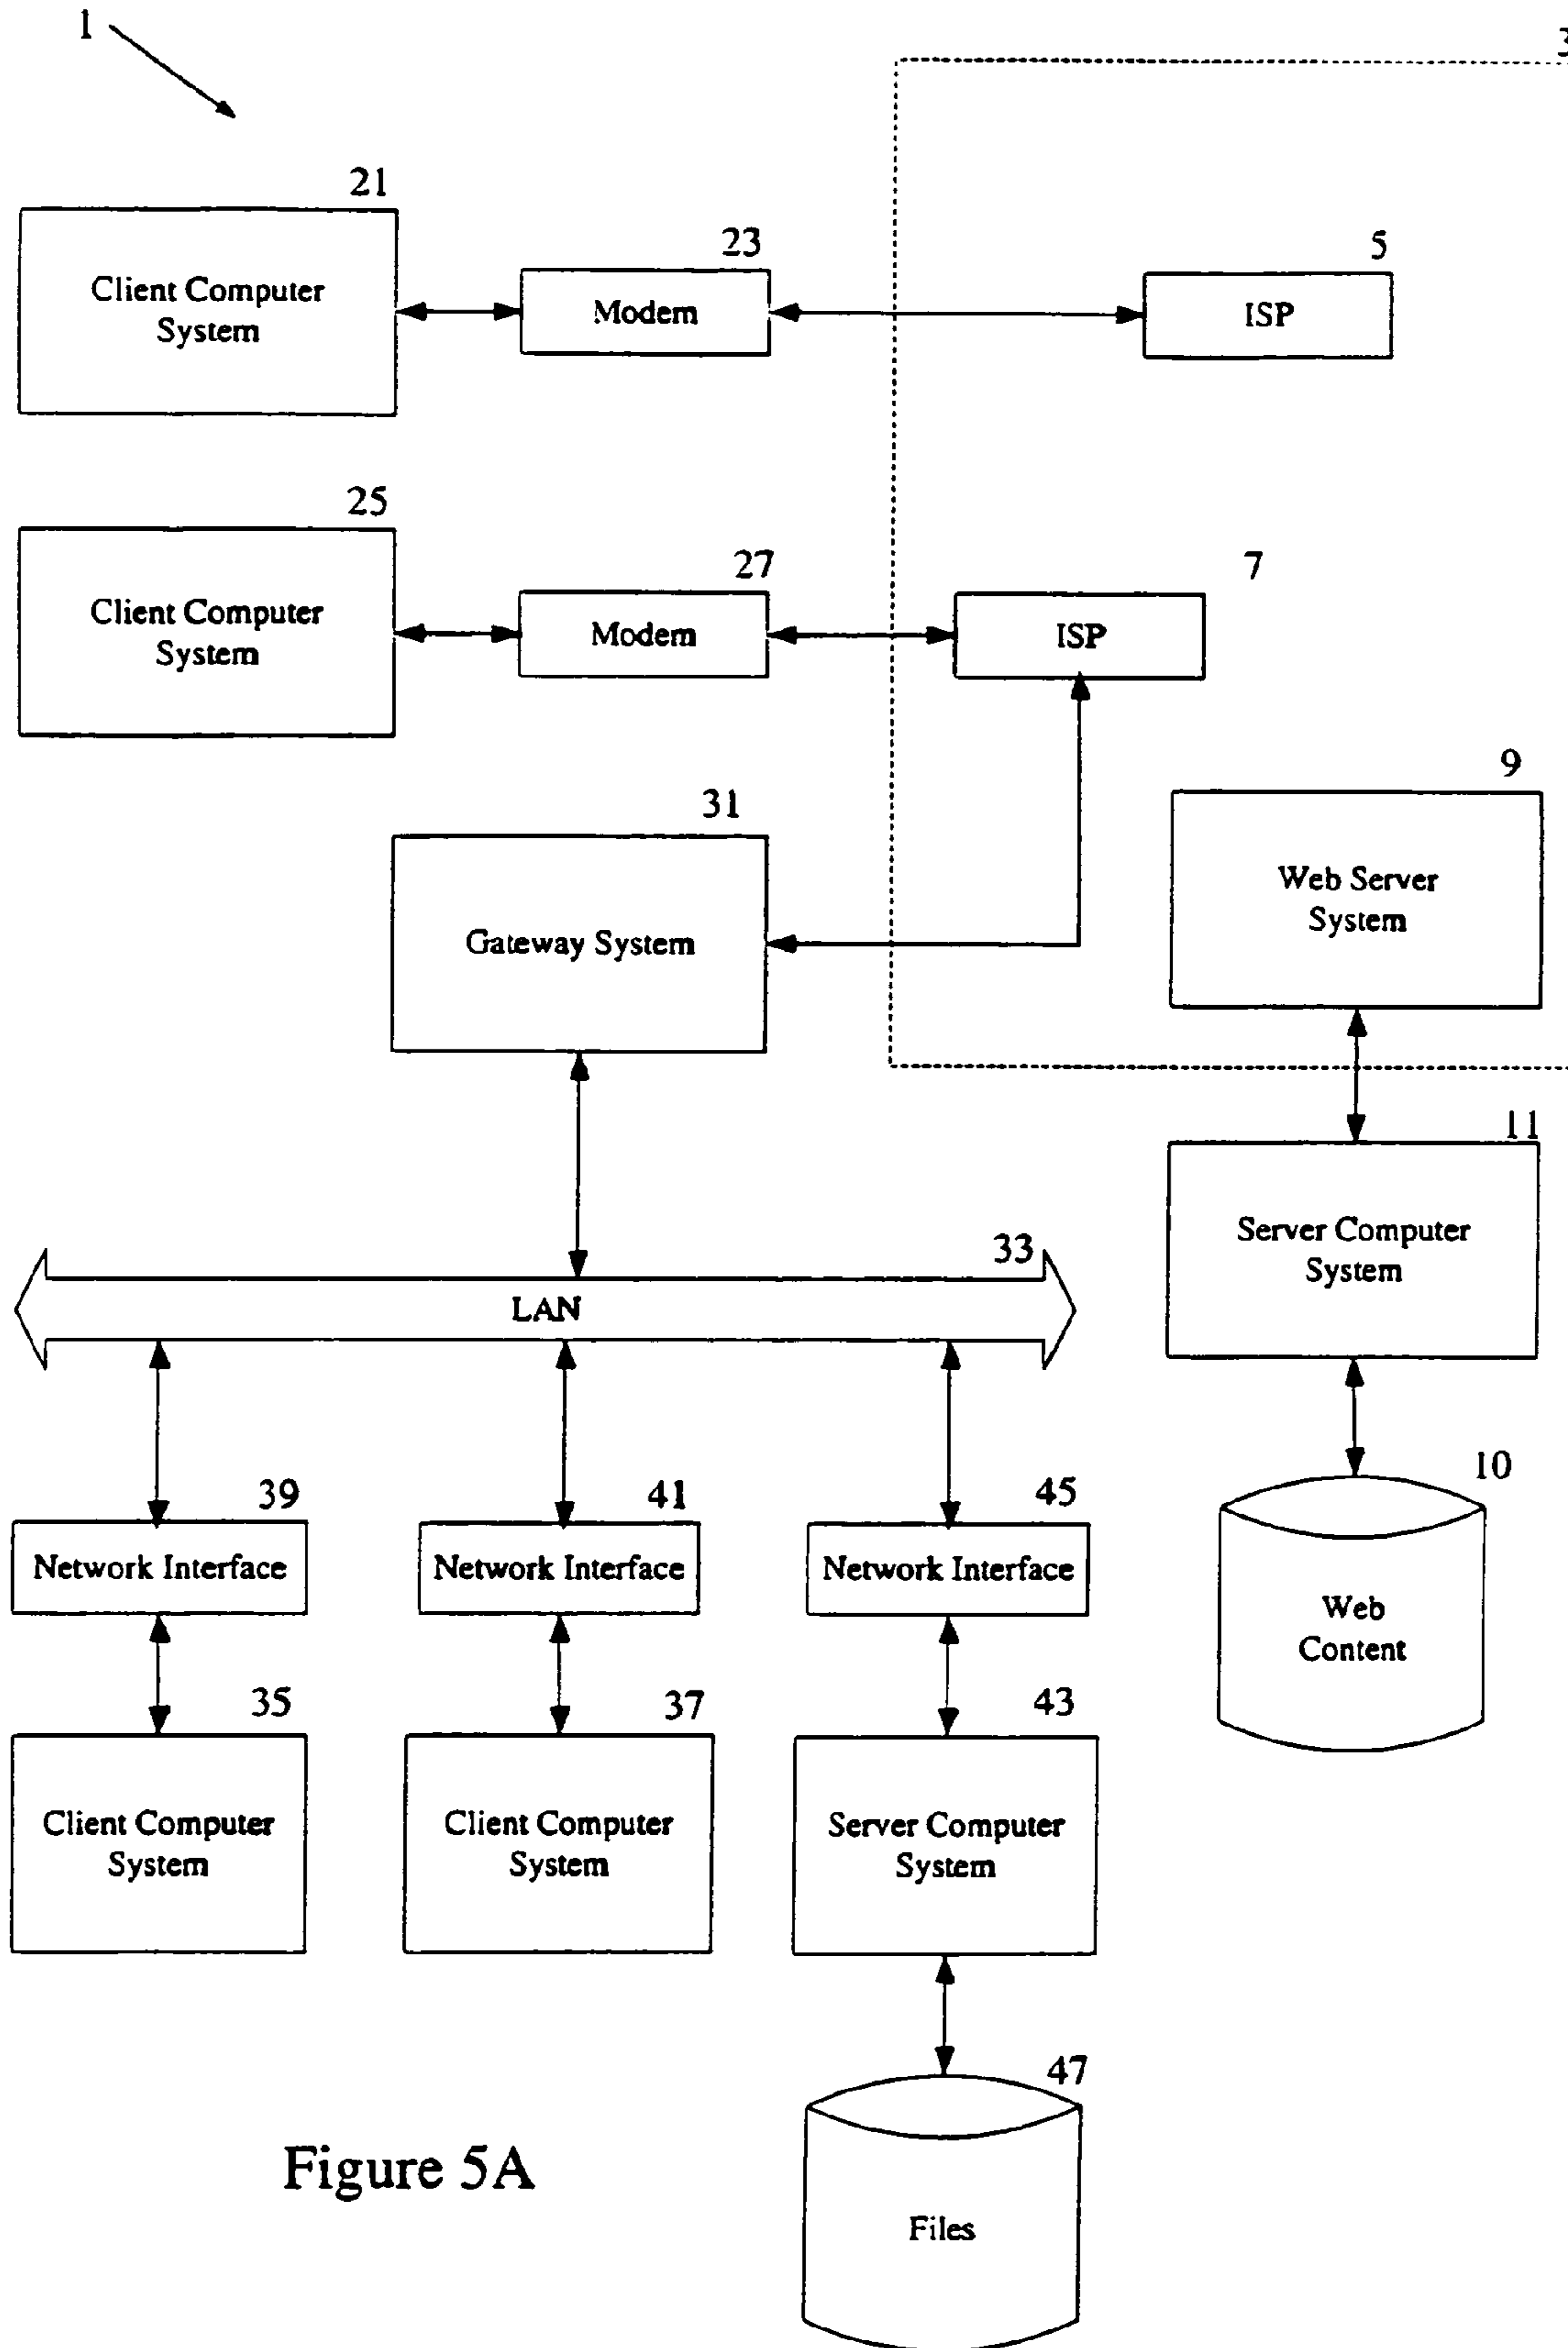 1
3
21
Client Computer
System
23
Modem
5
ISP
25
Client Computer
System
27
Modem
7
ISP
31
Gateway System
9
Web Server
System
11
Server Computer
System
33
LAN
10
Web
Content
39
Network Interface
41
Network Interface
45
Network Interface
35
Client Computer
System
37
Client Computer
System
43
Server Computer
System
47
Files
Figure 5A